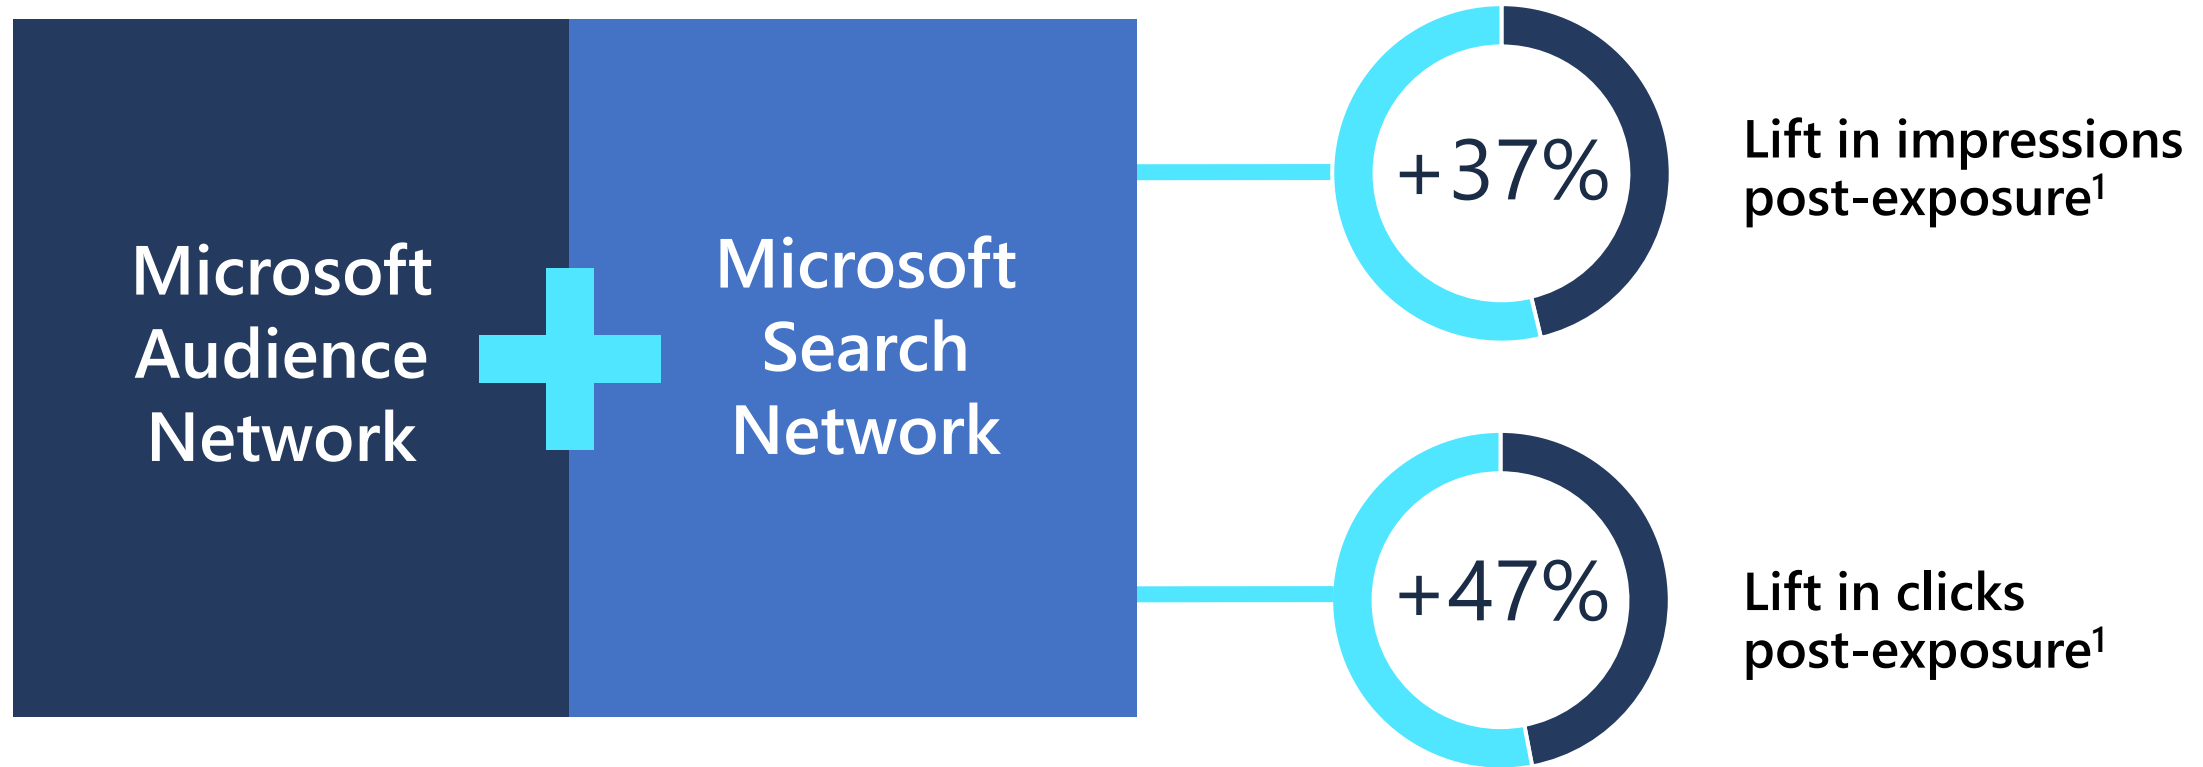 Microsoft
Audience
Network
Microsoft
Search
Network
+37%
Lift in impressions
post-exposure¹
+47%
Lift in clicks
post-exposure¹